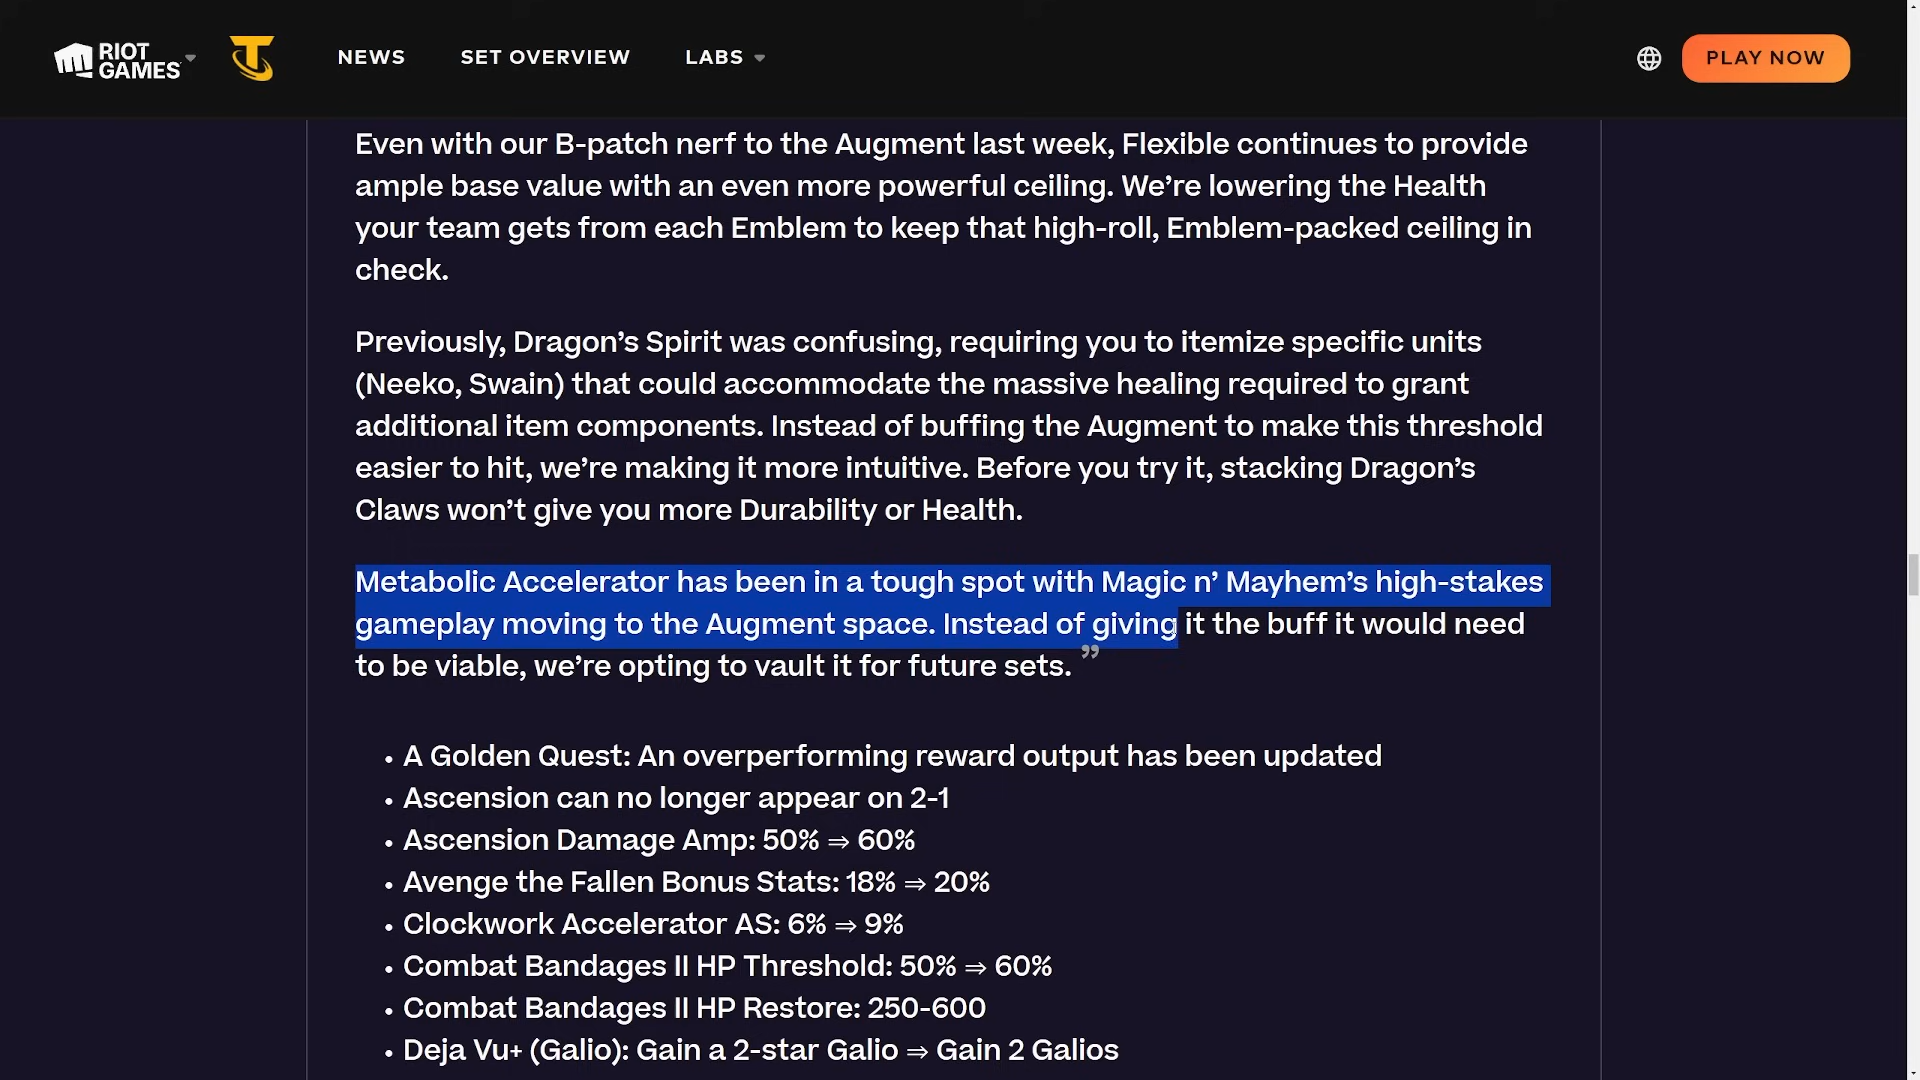 RIOT
GAMES
NEWS
SET OVERVIEW
LABS
PLAY NOW
Even with our B-patch nerf to the Augment last week, Flexible continues to provide
ample base value with an even more powerful ceiling. We’re lowering the Health
your team gets from each Emblem to keep that high-roll, Emblem-packed ceiling in
check.
Previously, Dragon’s Spirit was confusing, requiring you to itemize specific units
(Neeko, Swain) that could accommodate the massive healing required to grant
additional item components. Instead of buffing the Augment to make this threshold
easier to hit, we’re making it more intuitive. Before you try it, stacking Dragon’s
Claws won’t give you more Durability or Health.
Metabolic Accelerator has been in a tough spot with Magic n’ Mayhem’s high-stakes
gameplay moving to the Augment space. Instead of giving it the buff it would need
to be viable, we’re opting to vault it for future sets. ”
• A Golden Quest: An overperforming reward output has been updated
• Ascension can no longer appear on 2-1
• Ascension Damage Amp: 50% ⇒ 60%
• Avenge the Fallen Bonus Stats: 18% ⇒ 20%
• Clockwork Accelerator AS: 6% ⇒ 9%
• Combat Bandages II HP Threshold: 50% ⇒ 60%
• Combat Bandages II HP Restore: 250-600
• Deja Vu+ (Galio): Gain a 2-star Galio ⇒ Gain 2 Galios